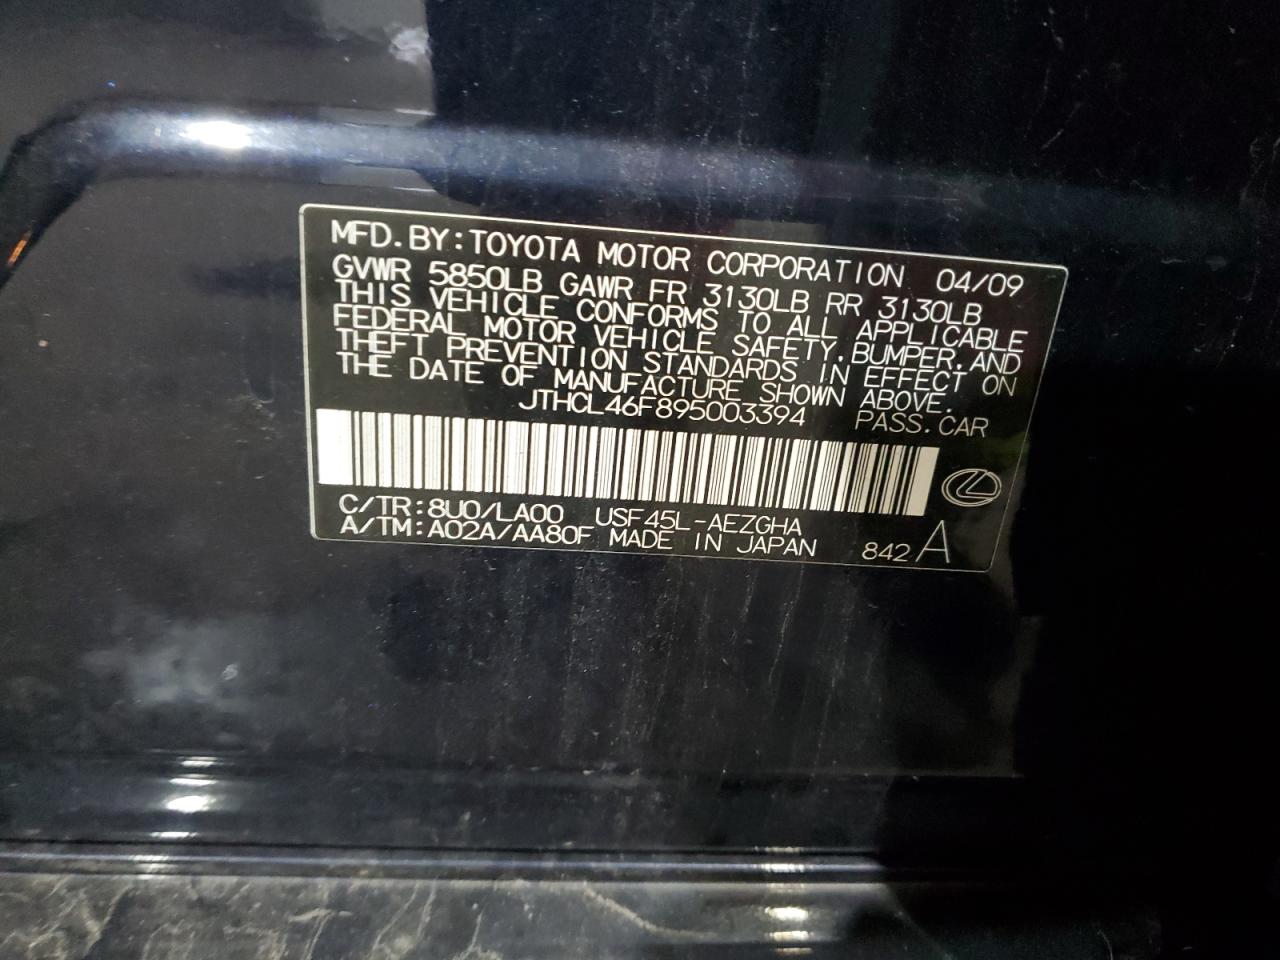 MFD.BY:TOYOTA MOTOR CORPORATION 04/09
GVWR 5850LB GAWR FR 3130LB RR 3130LB
THIS VEHICLE CONFORMS TO ALL APPLICABLE
FEDERAL MOTOR VEHICLE SAFETY,BUMPER,AND
THEFT PREVENTION STANDARDS IN EFFECT ON
THE DATE OF MANUFACTURE SHOWN ABOVE.
JTHCL46F895003394 PASS.CAR
C/TR:8U0/LA00 USF45L-AEZGHA
A/TM:A02A/AA80F MADE IN JAPAN 842 A